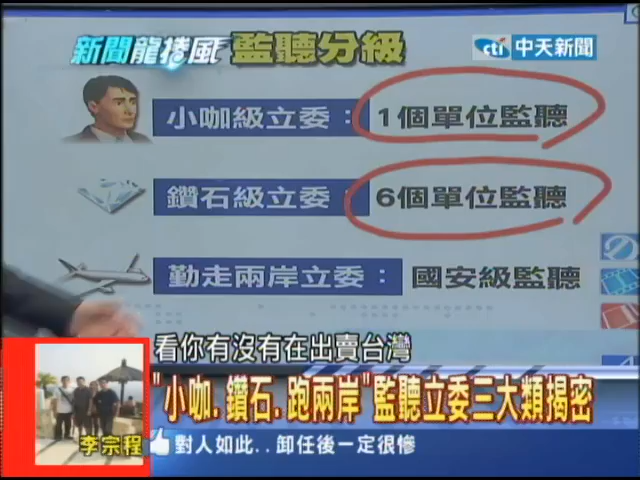 新聞龍捲風
監聽分級
cti 中天新聞
小咖級立委：1個單位監聽
鑽石級立委：6個單位監聽
勤走兩岸立委：國安級監聽
看你有沒有在出賣台灣
"小咖.鑽石.跑兩岸"監聽立委三大類揭密
李宗程
對人如此..卸任後一定很慘